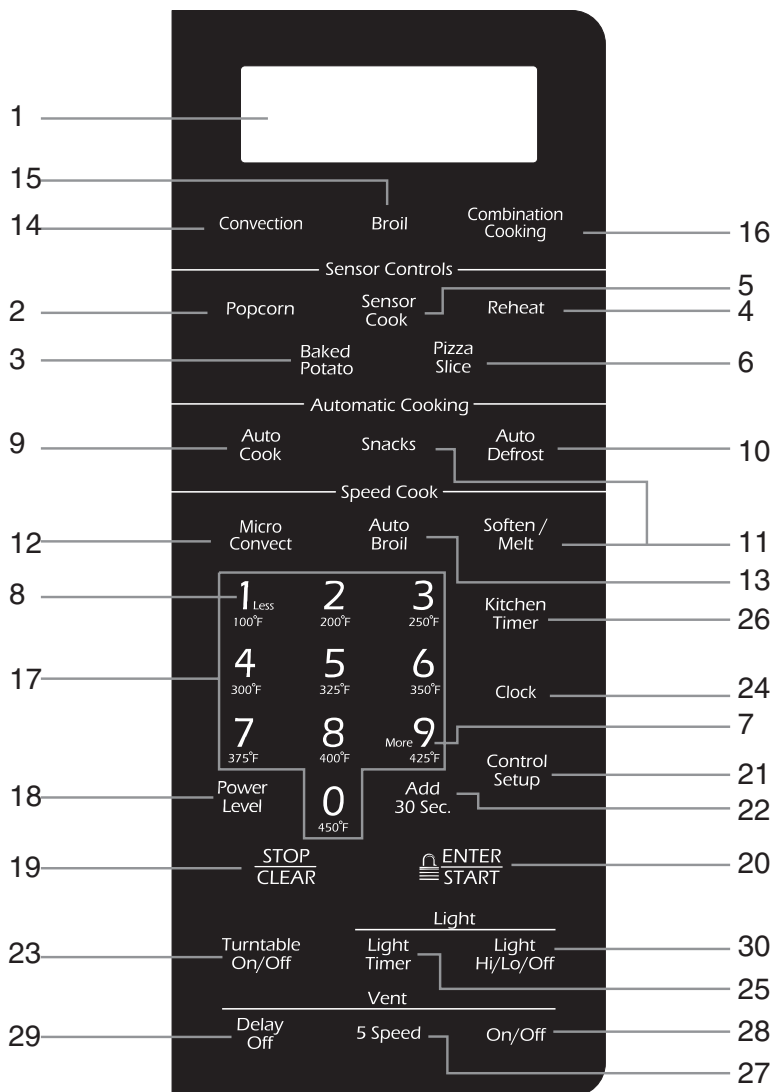 1
15
14 Convection Broil Combination
Cooking 16
Sensor Controls
5
2 Popcorn Sensor
Cook Reheat 4
3 Baked
Potato Pizza
Slice 6
Automatic Cooking
9 Auto
Cook Snacks Auto
Defrost 10
Speed Cook
12 Micro
Convect Auto
Broil Soften /
Melt 11
13
8 1 Less 2 3
100°F 200°F 250°F
Kitchen
Timer 26
17 4 5 6
300°F 325°F 350°F
Clock 24
7 8 More 9 7
375°F 400°F 425°F
Control
Setup 21
18 Power
Level 0 Add
30 Sec. 22
450°F
19 STOP
CLEAR ENTER
START 20
Light
23 Turntable
On/Off Light
Timer Light
Hi/Lo/Off 30
25
Vent
29 Delay
Off 5 Speed On/Off 28
27